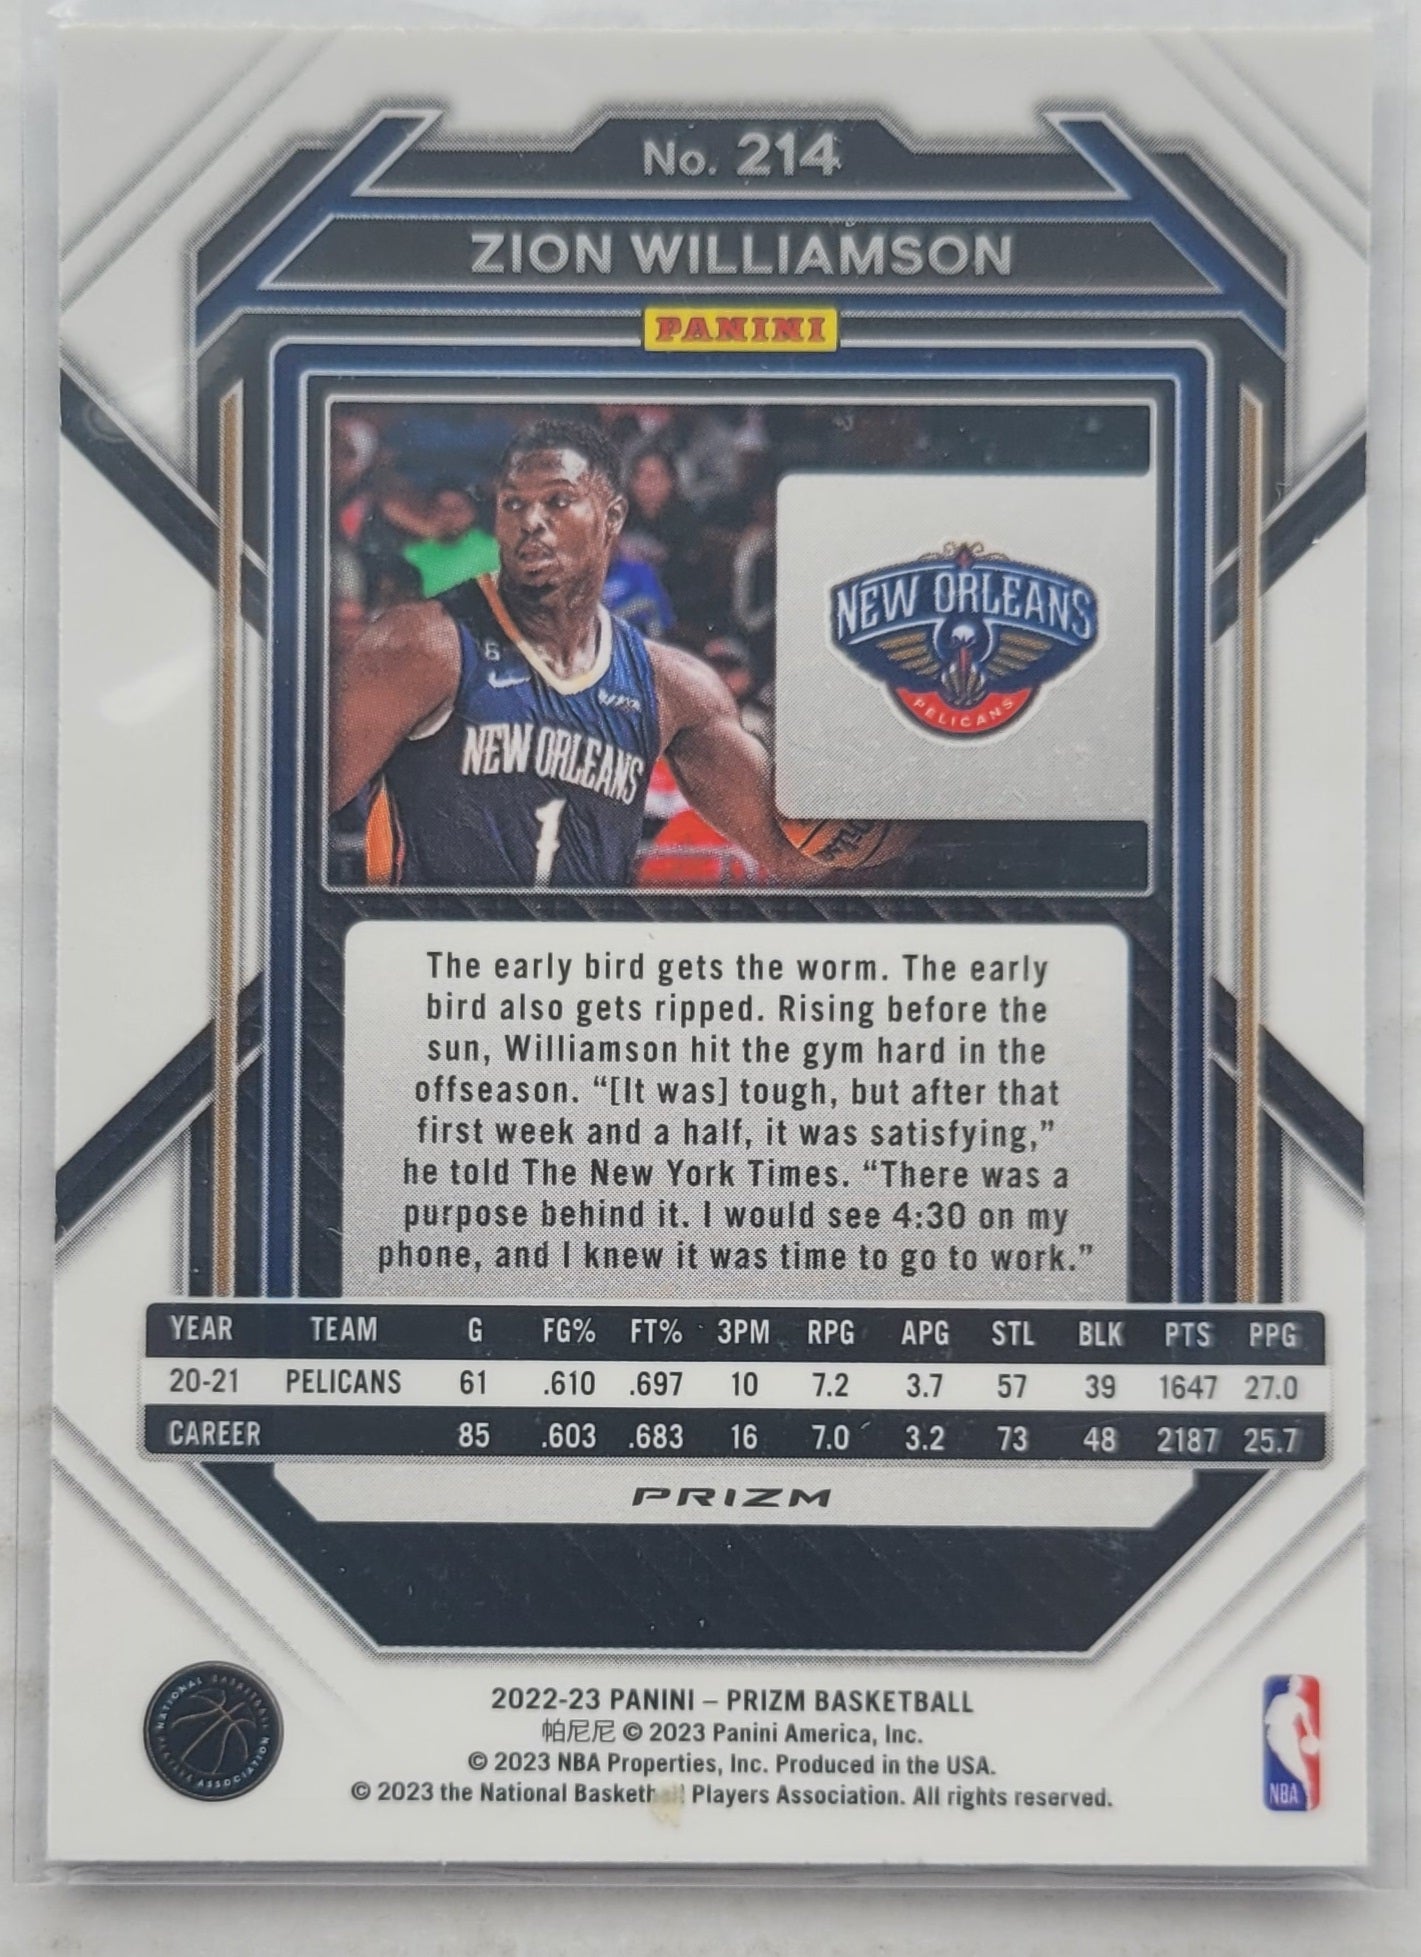 No. 214
ZION WILLIAMSON
PANINI
NEW ORLEANS
PELICANS
6
NEW ORLEANS
1
The early bird gets the worm. The early
bird also gets ripped. Rising before the
sun, Williamson hit the gym hard in the
offseason. “[It was] tough, but after that
first week and a half, it was satisfying,”
he told The New York Times. “There was a
purpose behind it. I would see 4:30 on my
phone, and I knew it was time to go to work.”
YEAR TEAM G FG% FT% 3PM RPG APG STL BLK PTS PPG
20-21 PELICANS 61 .610 .697 10 7.2 3.7 57 39 1647 27.0
CAREER 85 .603 .683 16 7.0 3.2 73 48 2187 25.7
PRIZM
NATIONAL BASKETBALL PLAYERS ASSOCIATION
2022-23 PANINI – PRIZM BASKETBALL
帕尼尼 © 2023 Panini America, Inc.
© 2023 NBA Properties, Inc. Produced in the USA.
© 2023 the National Basketball Players Association. All rights reserved.
NBA